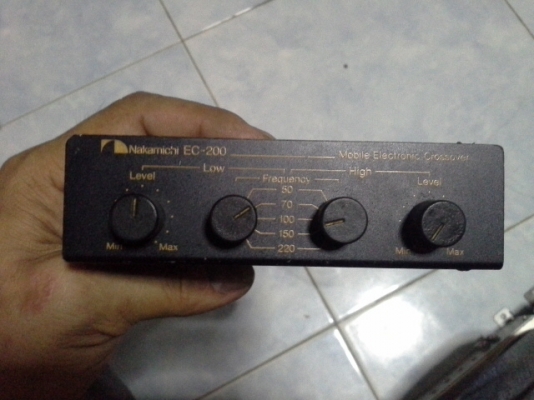 Nakamichi EC-200
Mobile Electronic Crossover
Low
High
Level
Frequency
Level
50
70
100
150
220
Min
Max
Min
Max